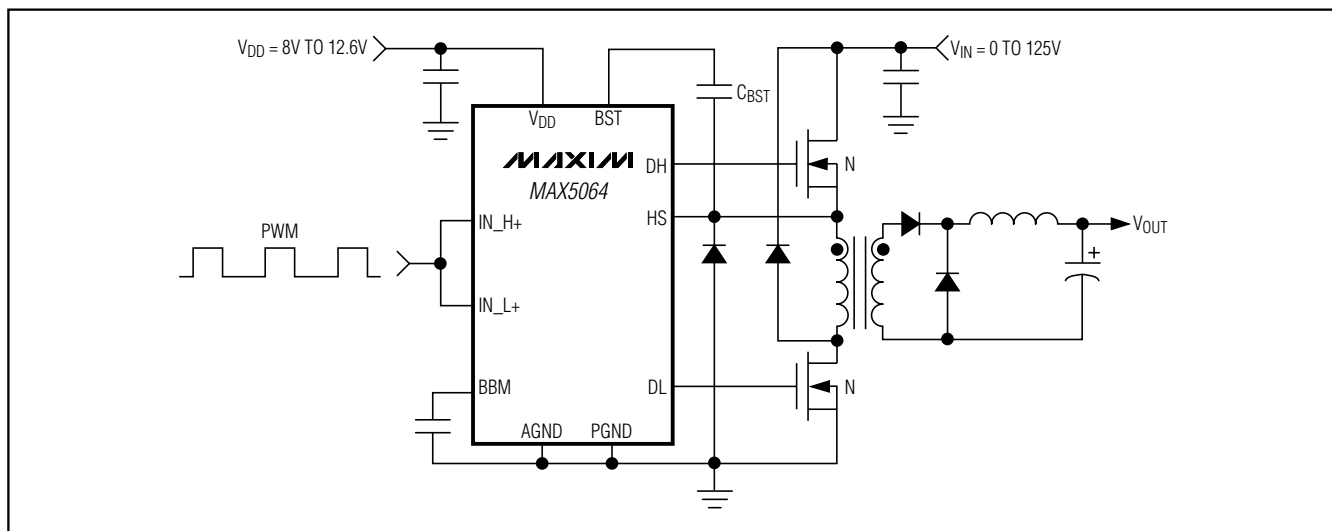 V_DD = 8V TO 12.6V
V_IN = 0 TO 125V
C_BST
V_DD BST
MAXIM
MAX5064
DH
N
HS
IN_H+
PWM
V_OUT
+
IN_L+
BBM
DL
N
AGND PGND